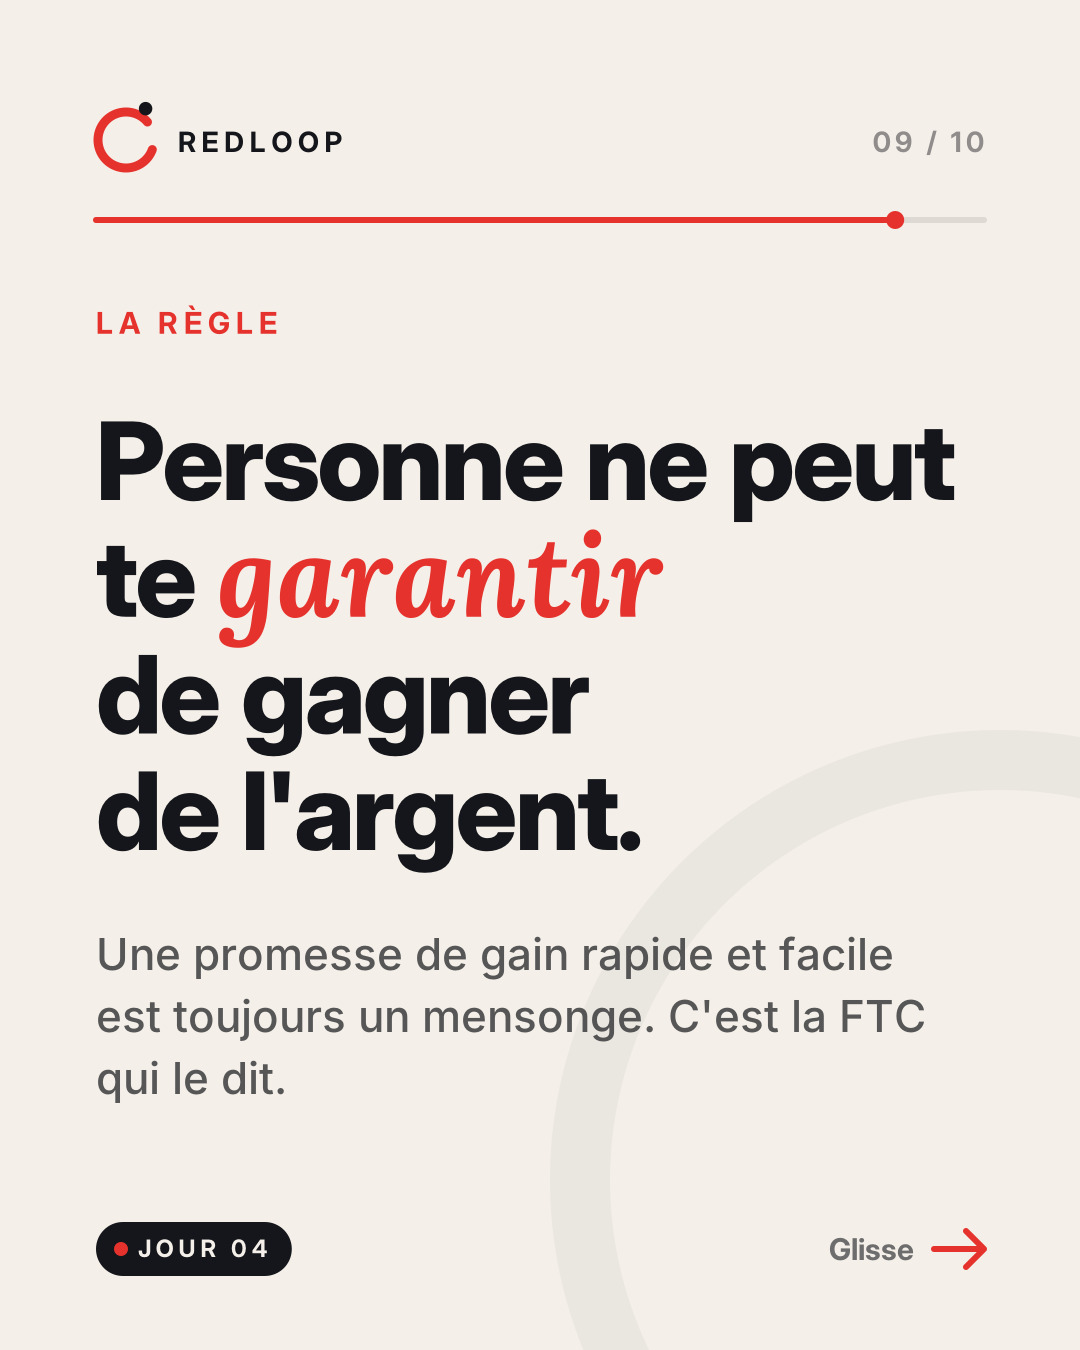 REDLOOP
09 / 10
LA RÈGLE
Personne ne peut
te garantir
de gagner
de l'argent.
Une promesse de gain rapide et facile
est toujours un mensonge. C'est la FTC
qui le dit.
JOUR 04
Glisse